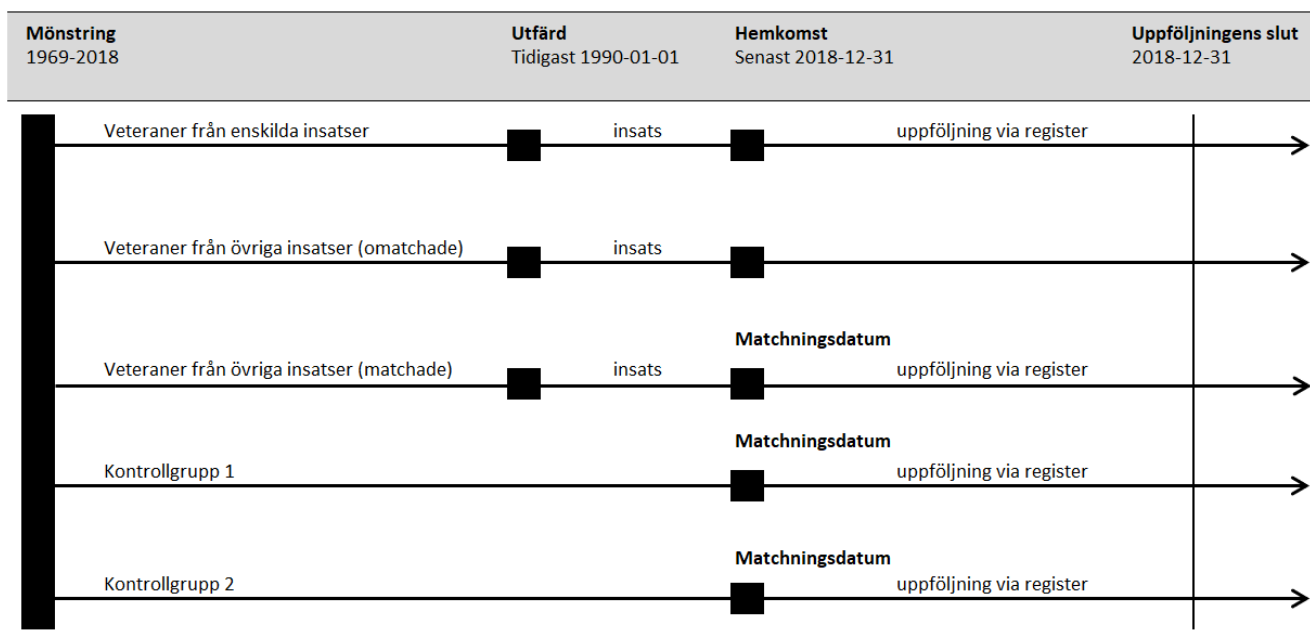 Mönstring
1969-2018
Utfärd
Tidigast 1990-01-01
Hemkomst
Senast 2018-12-31
Uppföljningens slut
2018-12-31
Veteraner från enskilda insatser
insats
uppföljning via register
Veteraner från övriga insatser (omatchade)
insats
Matchningsdatum
Veteraner från övriga insatser (matchade)
insats
uppföljning via register
Matchningsdatum
Kontrollgrupp 1
uppföljning via register
Matchningsdatum
Kontrollgrupp 2
uppföljning via register